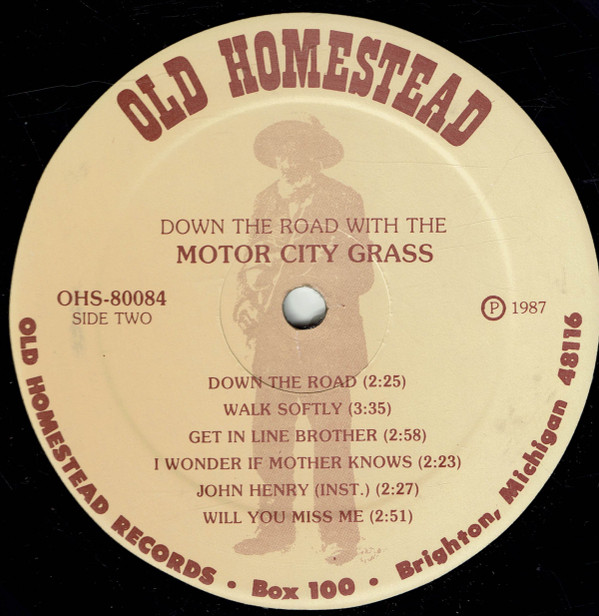 OLD HOMESTEAD
DOWN THE ROAD WITH THE
MOTOR CITY GRASS
OHS-80084
SIDE TWO
Ⓟ 1987
DOWN THE ROAD (2:25)
WALK SOFTLY (3:35)
GET IN LINE BROTHER (2:58)
I WONDER IF MOTHER KNOWS (2:23)
JOHN HENRY (INST.) (2:27)
WILL YOU MISS ME (2:51)
OLD HOMESTEAD RECORDS • Box 100 • Brighton, Michigan 48116